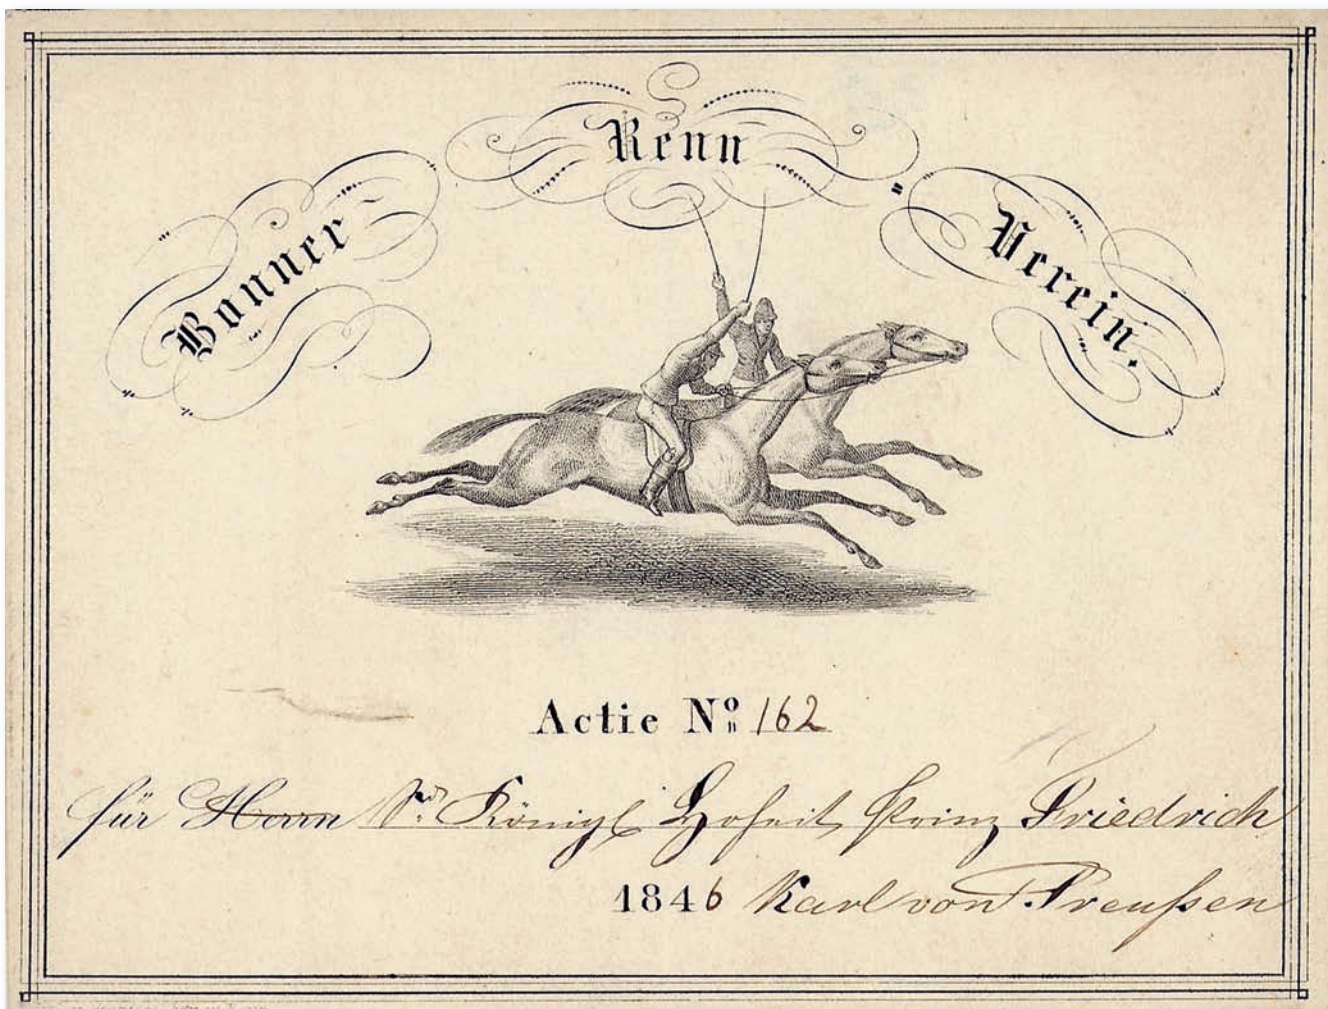 Bonner-
Renn-
Verein.
Actie No 162
für Herrn Sr. Königl Hoheit Prinz Friedrich
1846 Karl von Preußen